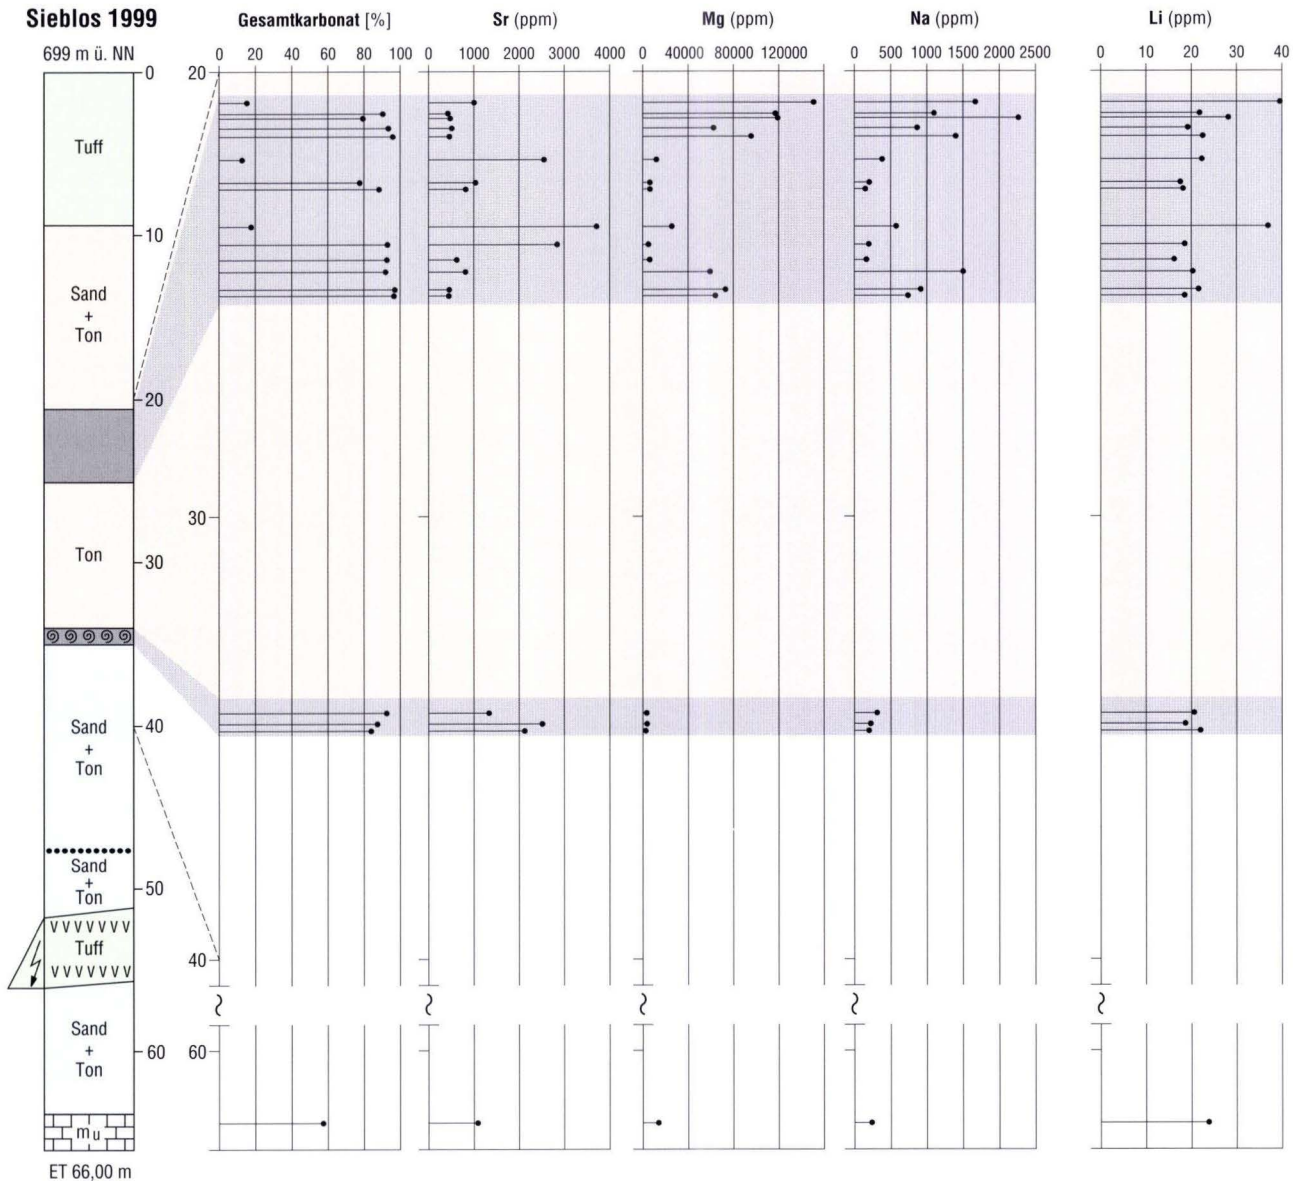 Sieblos 1999
699 m ü. NN
Gesamtkarbonat [%]
Sr (ppm)
Mg (ppm)
Na (ppm)
Li (ppm)
0 20 40 60 80 100
0 1000 2000 3000 4000
0 40000 80000 120000
0 500 1000 1500 2000 2500
0 10 20 30 40
0
10
20
30
40
50
60
Tuff
Sand
+
Ton
Ton
Sand
+
Ton
Sand
+
Ton
V V V V V V V
Tuff
V V V V V V V
Sand
+
Ton
mu
ET 66,00 m
20
30
40
60